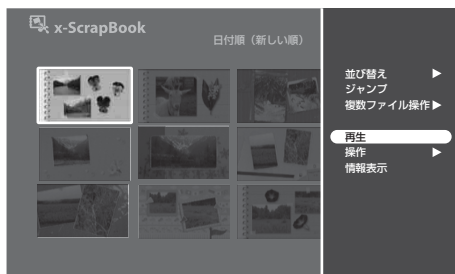 x-ScrapBook
日付順（新しい順）
並び替え ▶
ジャンプ
複数ファイル操作 ▶
再生
操作 ▶
情報表示